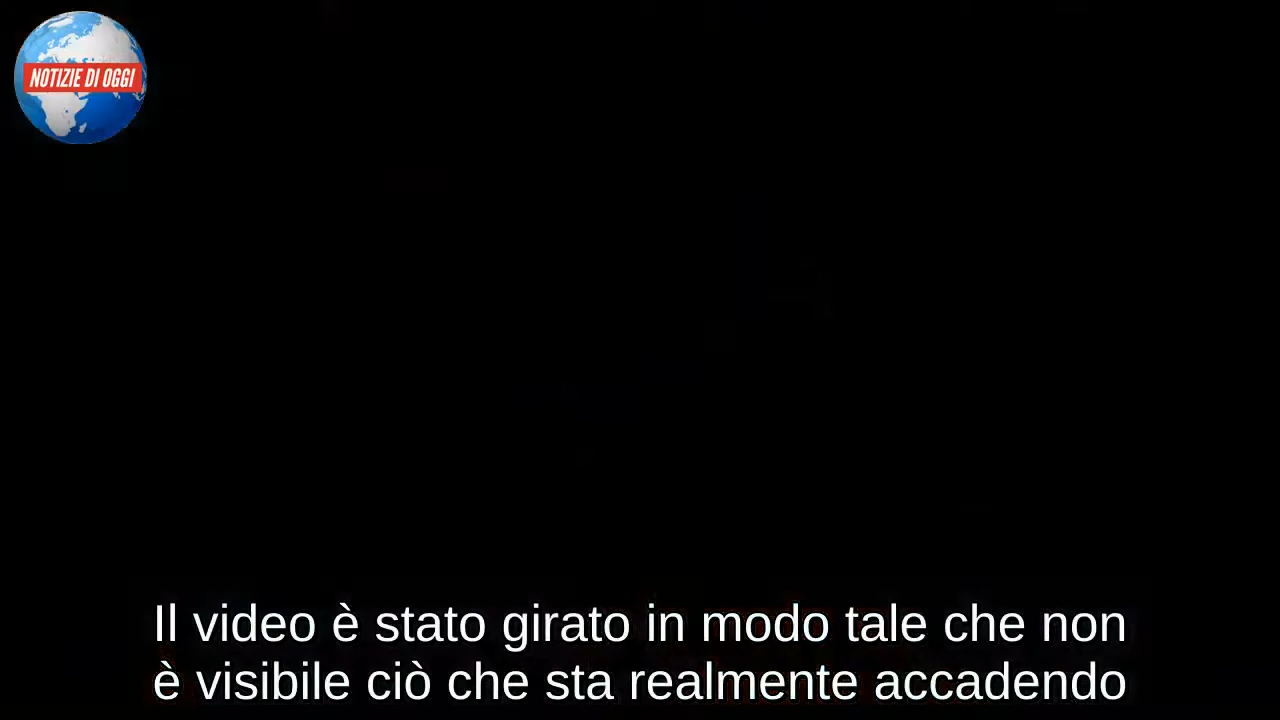 NOTIZIE DI OGGI
Il video è stato girato in modo tale che non
è visibile ciò che sta realmente accadendo